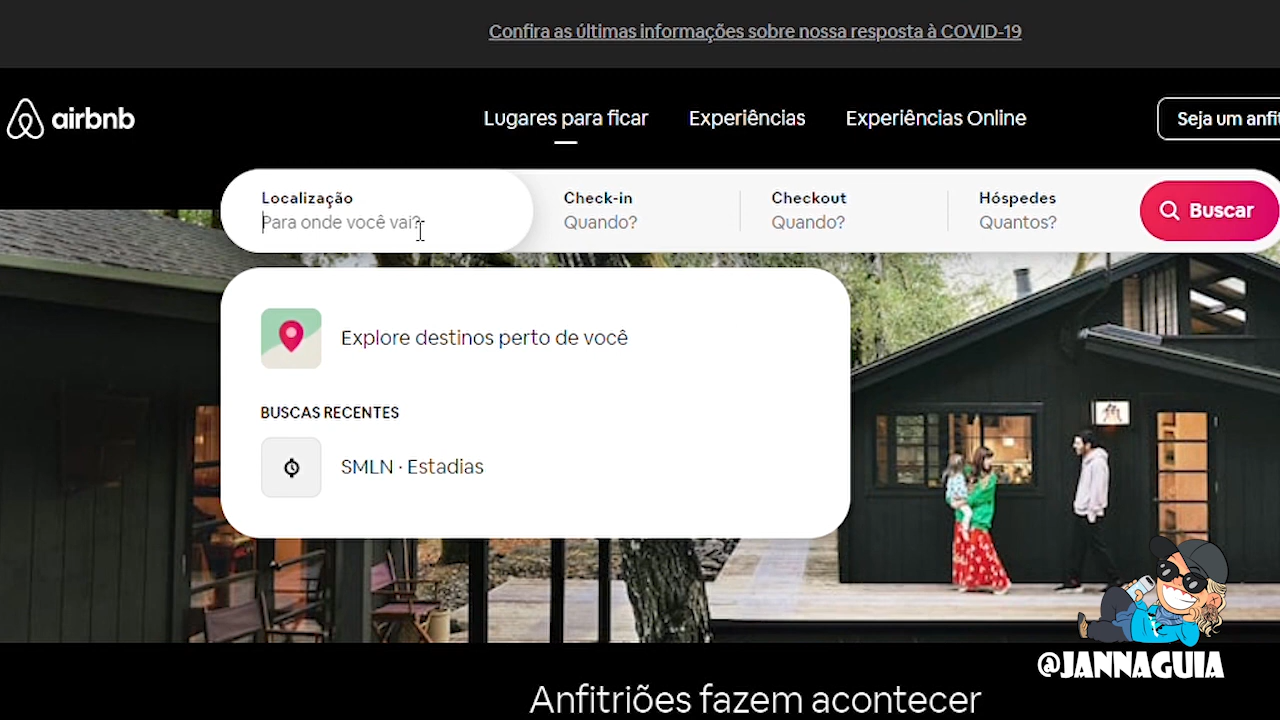 Confira as últimas informações sobre nossa resposta à COVID-19
airbnb
Lugares para ficar
Experiências
Experiências Online
Seja um anfit
Localização
Para onde você vai?
Check-in
Quando?
Checkout
Quando?
Hóspedes
Quantos?
Buscar
Explore destinos perto de você
BUSCAS RECENTES
SMLN · Estadias
角
@JANNAGUIA
Anfitriões fazem acontecer